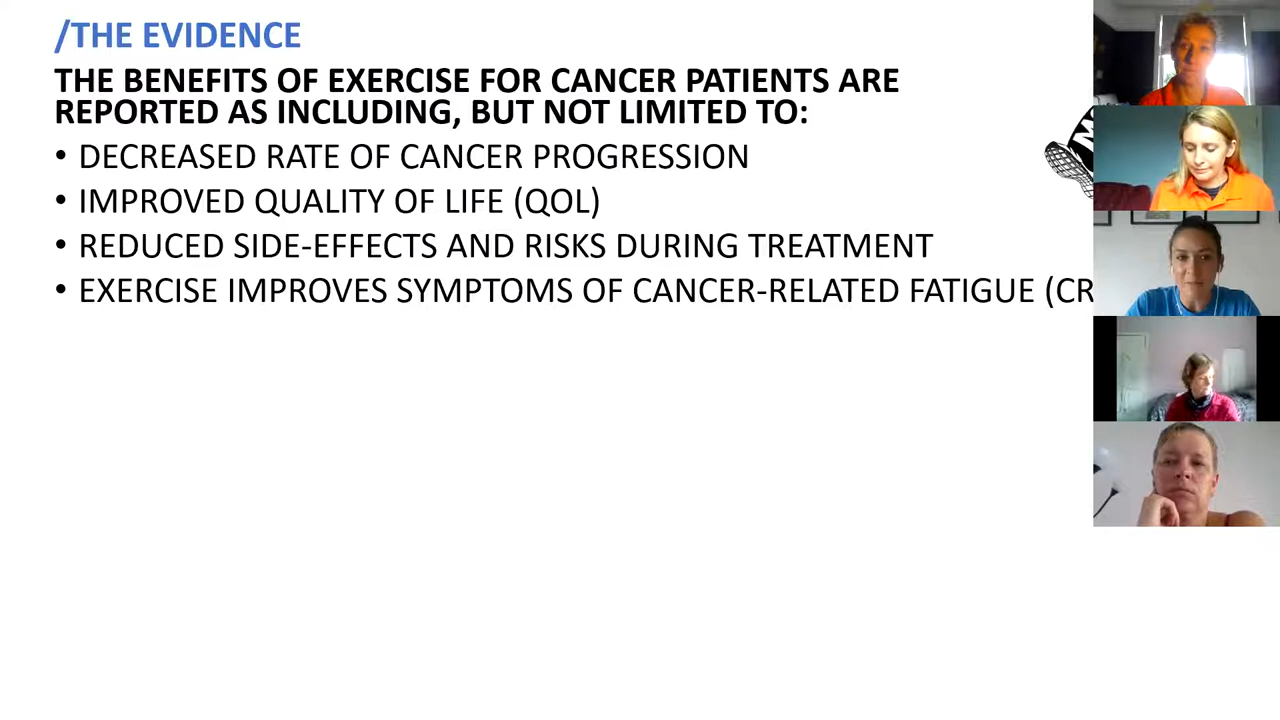 /THE EVIDENCE
THE BENEFITS OF EXERCISE FOR CANCER PATIENTS ARE
REPORTED AS INCLUDING, BUT NOT LIMITED TO:
• DECREASED RATE OF CANCER PROGRESSION
• IMPROVED QUALITY OF LIFE (QOL)
• REDUCED SIDE-EFFECTS AND RISKS DURING TREATMENT
• EXERCISE IMPROVES SYMPTOMS OF CANCER-RELATED FATIGUE (CR